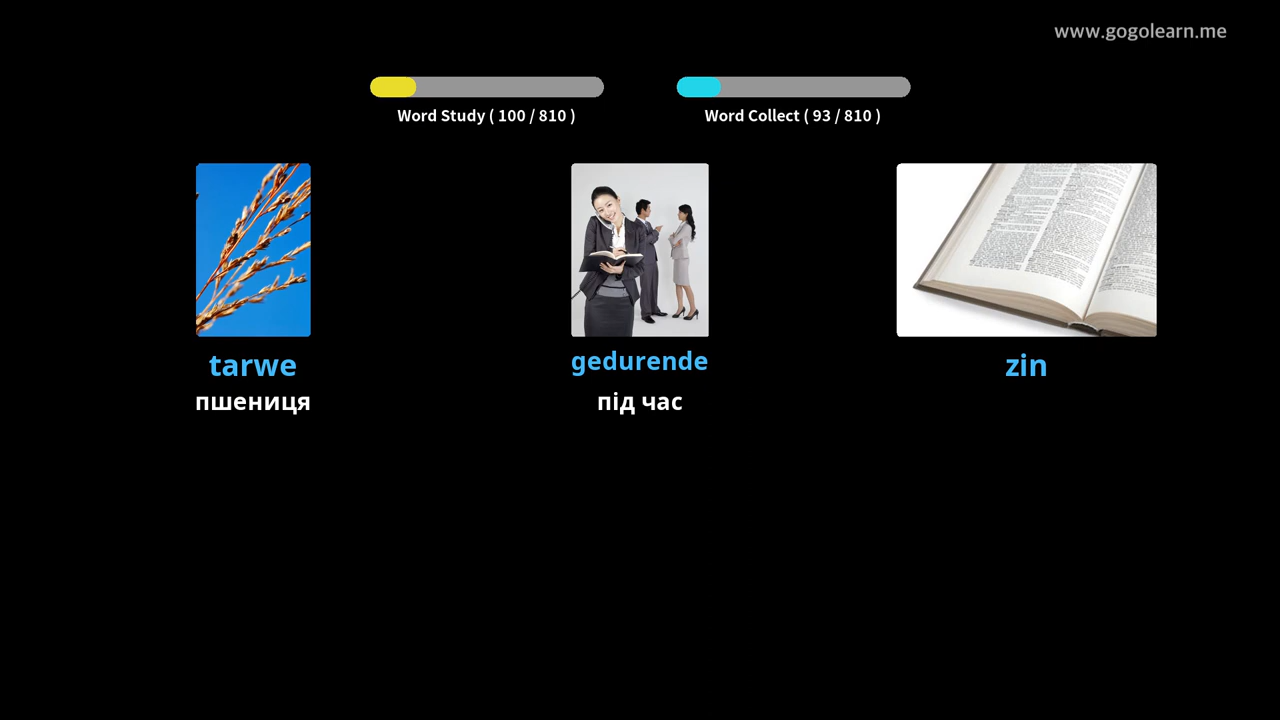 www.gogolearn.me
Word Study ( 100 / 810 )
Word Collect ( 93 / 810 )
tarwe
gedurende
zin
пшениця
під час